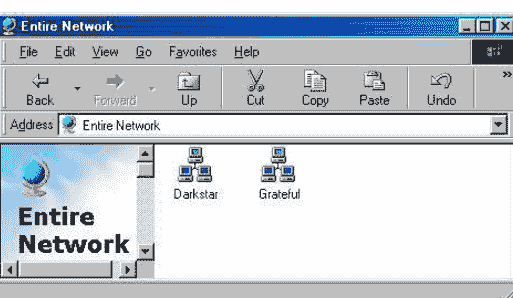 Entire Network
File Edit View Go Favorites Help
Back Forward Up Cut Copy Paste Undo
Address Entire Network
Darkstar Grateful
Entire
Network